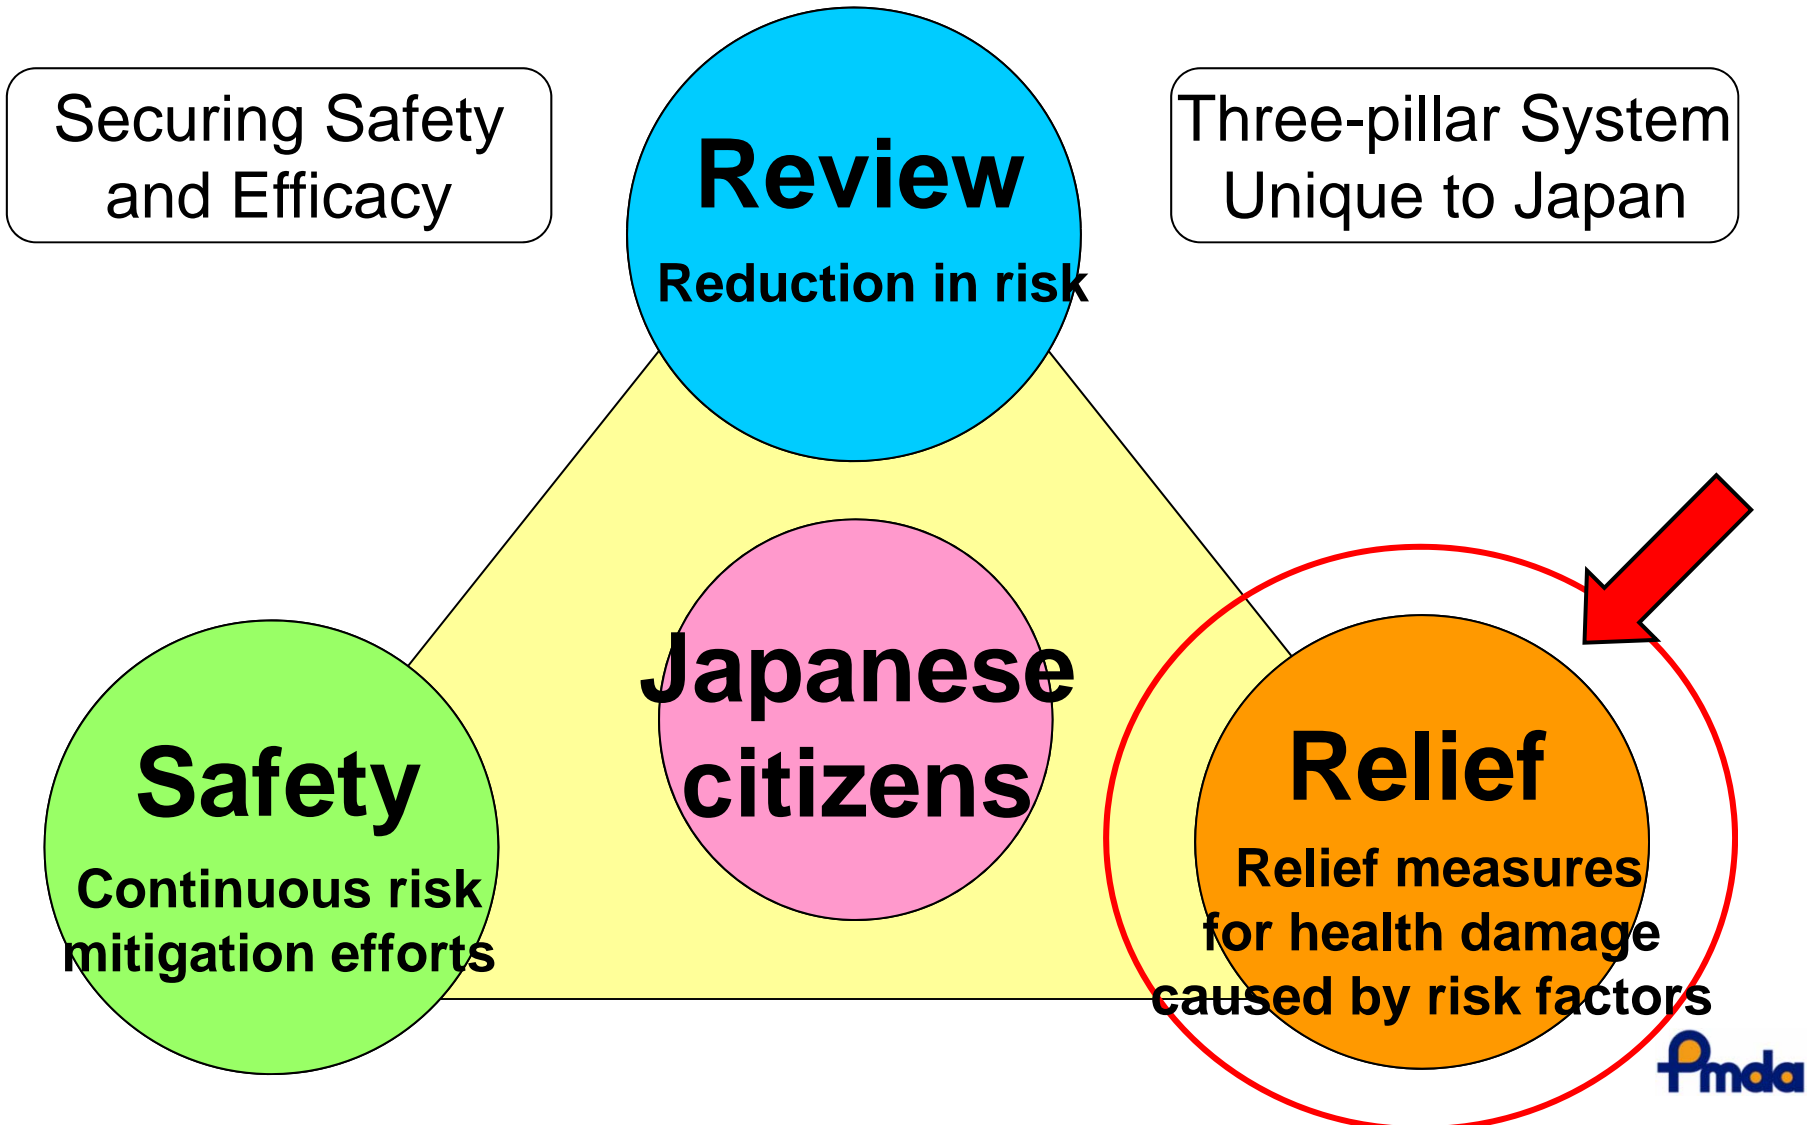 Securing Safety
and Efficacy
Review
Reduction in risk
Three-pillar System
Unique to Japan
Japanese
citizens
Safety
Continuous risk
mitigation efforts
Relief
Relief measures
for health damage
caused by risk factors
Pmda